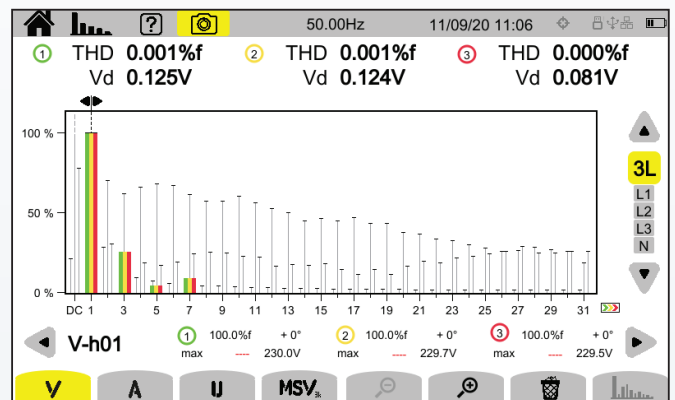 ? 50.00Hz 11/09/20 11:06
1 THD 0.001%f 2 THD 0.001%f 3 THD 0.000%f
Vd 0.125V Vd 0.124V Vd 0.081V
100 %
3L
L1
L2
50 %
L3
N
0 %
DC 1 3 5 7 9 11 13 15 17 19 21 23 25 27 29 31
V-h01 1 100.0%f + 0° 2 100.0%f + 0° 3 100.0%f + 0°
max ---- 230.0V max ---- 229.7V max ---- 229.5V
V A U MSV3k